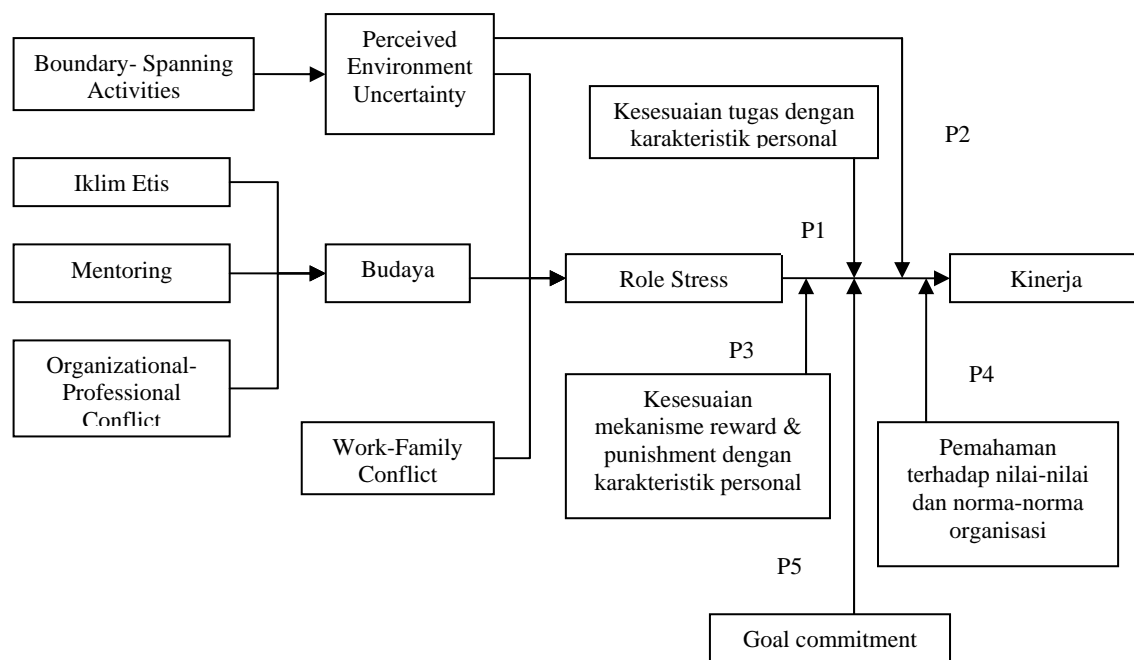 Boundary- Spanning
Activities
Perceived
Environment
Uncertainty
Kesesuaian tugas dengan
karakteristik personal
P2
Iklim Etis
P1
Mentoring
Budaya
Role Stress
Kinerja
Organizational-
Professional
Conflict
P3
P4
Work-Family
Conflict
Kesesuaian
mekanisme reward &
punishment dengan
karakteristik personal
Pemahaman
terhadap nilai-nilai
dan norma-norma
organisasi
P5
Goal commitment